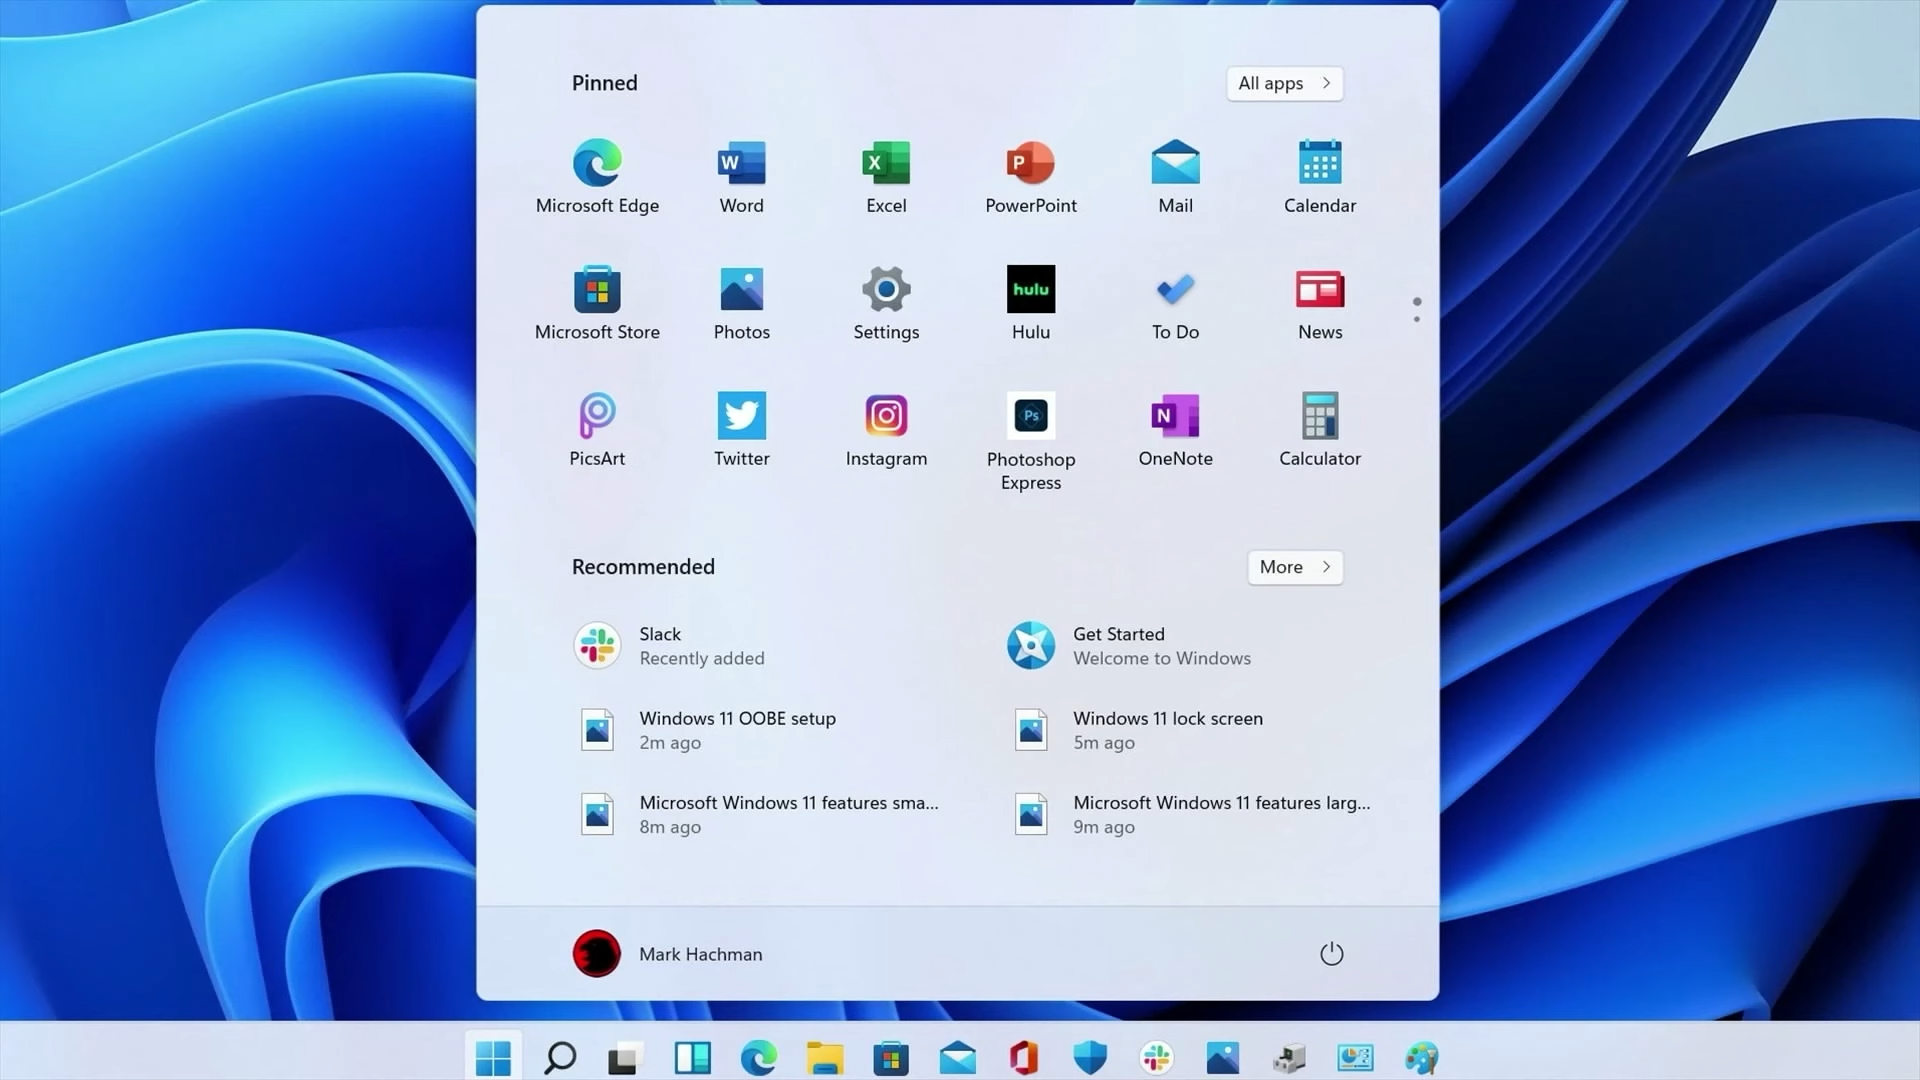 Pinned
All apps
Microsoft Edge
Word
Excel
PowerPoint
Mail
Calendar
Microsoft Store
Photos
Settings
hulu
Hulu
To Do
News
PicsArt
Twitter
Instagram
Ps
Photoshop
Express
OneNote
Calculator
Recommended
More
Slack
Recently added
Get Started
Welcome to Windows
Windows 11 OOBE setup
2m ago
Windows 11 lock screen
5m ago
Microsoft Windows 11 features sma...
8m ago
Microsoft Windows 11 features larg...
9m ago
Mark Hachman